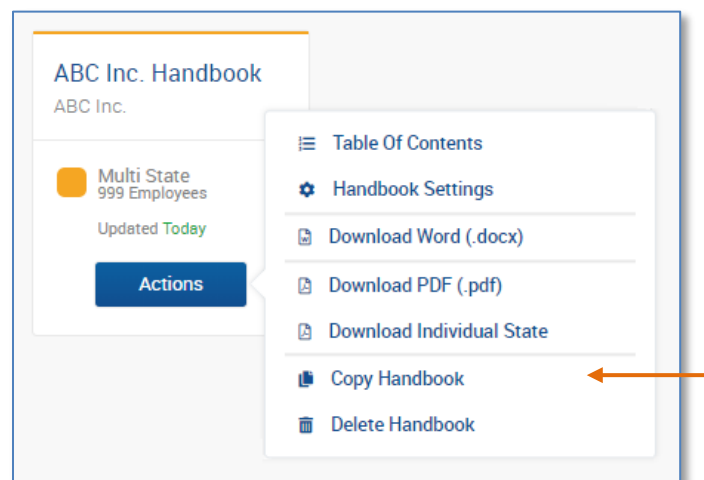 ABC Inc. Handbook
ABC Inc.
Multi State
999 Employees
Updated Today
Actions
Table Of Contents
Handbook Settings
Download Word (.docx)
Download PDF (.pdf)
Download Individual State
Copy Handbook
Delete Handbook